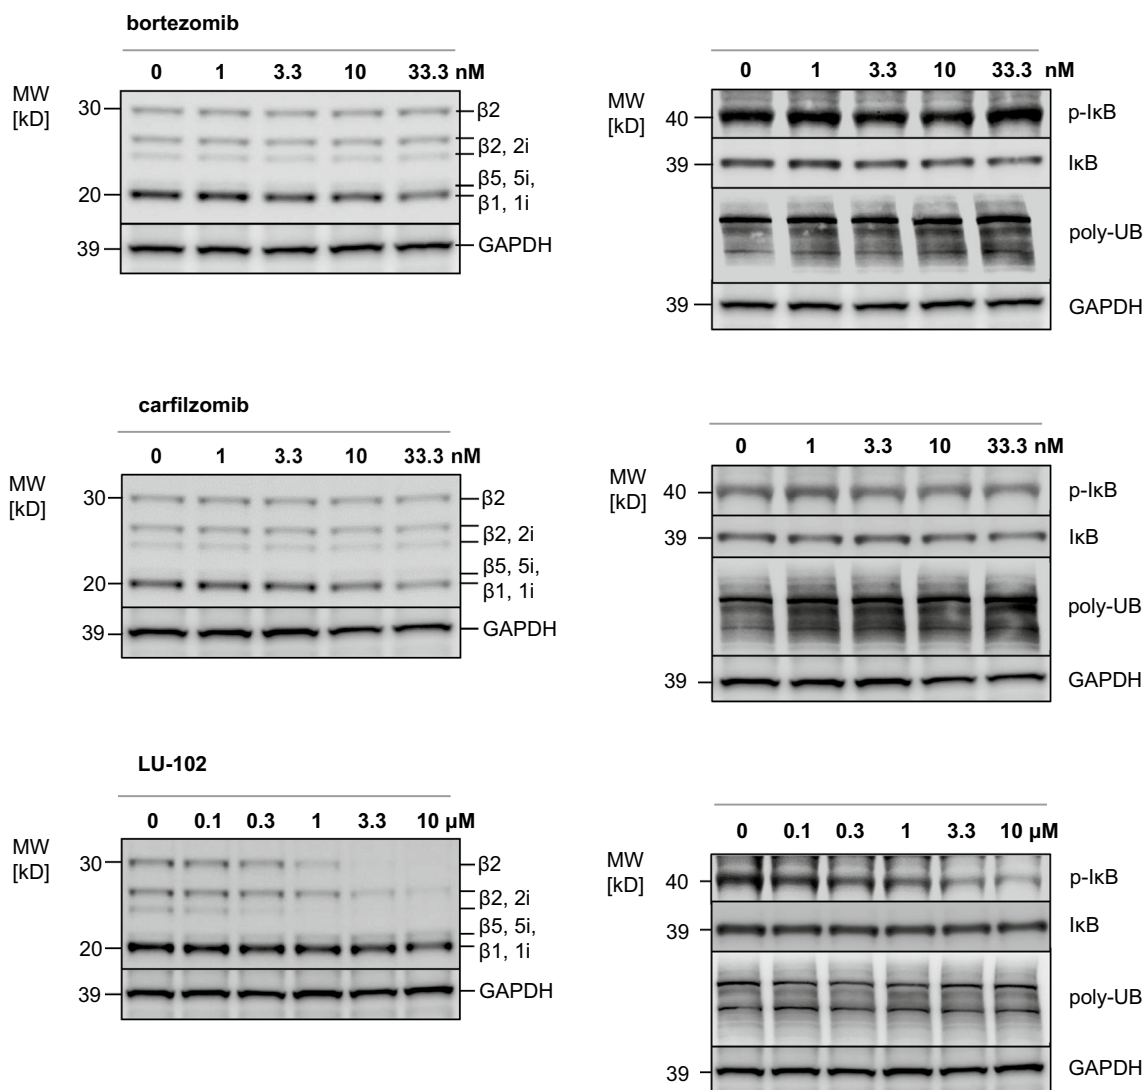 bortezomib
0 1 3.3 10 33.3 nM
MW
[kD]
30
β2
β2, 2i
β5, 5i,
20
β1, 1i
39
GAPDH
0 1 3.3 10 33.3 nM
MW
[kD]
40
p-IκB
39
IκB
poly-UB
39
GAPDH
carfilzomib
0 1 3.3 10 33.3 nM
MW
[kD]
30
β2
β2, 2i
β5, 5i,
20
β1, 1i
39
GAPDH
0 1 3.3 10 33.3 nM
MW
[kD]
40
p-IκB
39
IκB
poly-UB
39
GAPDH
LU-102
0 0.1 0.3 1 3.3 10 µM
MW
[kD]
30
β2
β2, 2i
β5, 5i,
20
β1, 1i
39
GAPDH
0 0.1 0.3 1 3.3 10 µM
MW
[kD]
40
p-IκB
39
IκB
poly-UB
39
GAPDH